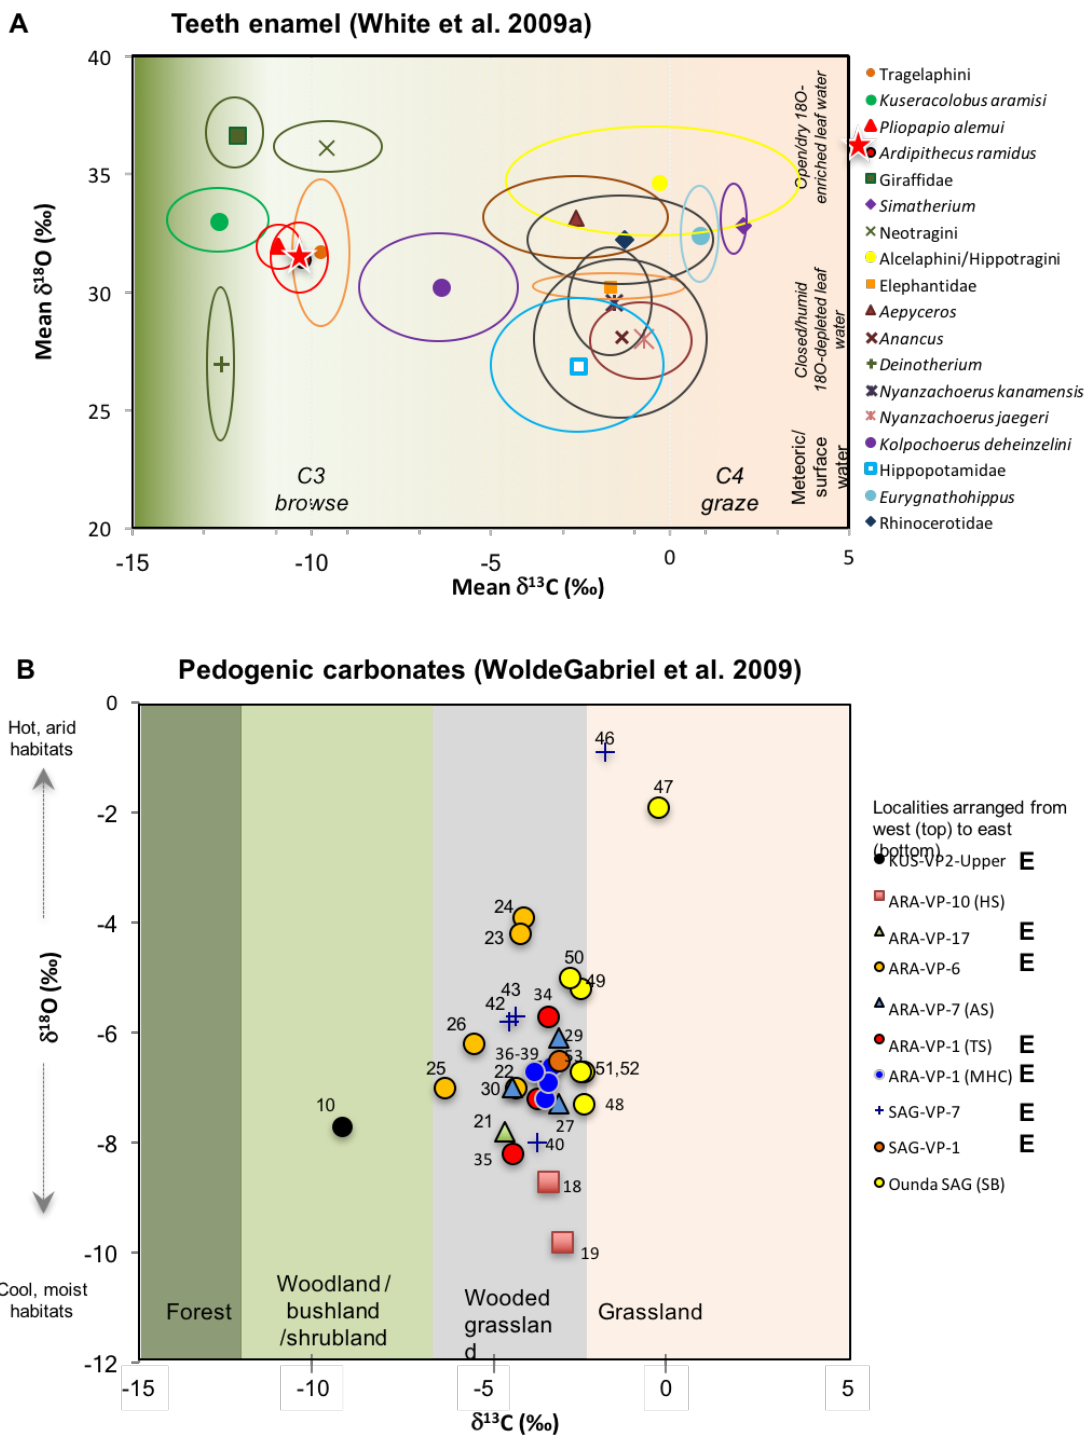 A
Teeth enamel (White et al. 2009a)
40
35
30
25
20
Mean δ18O (‰)
-15
-10
-5
0
5
Mean δ13C (‰)
C3
browse
C4
graze
Open/dry 18O-
enriched leaf water
Closed/humid
18O-depleted leaf
water
Meteoric/
surface
water
Tragelaphini
Kuseracolobus aramisi
Pliopapio alemui
Ardipithecus ramidus
Giraffidae
Simatherium
Neotragini
Alcelaphini/Hippotragini
Elephantidae
Aepyceros
Anancus
Deinotherium
Nyanzachoerus kanamensis
Nyanzachoerus jaegeri
Kolpochoerus deheinzelini
Hippopotamidae
Eurygnathohippus
Rhinocerotidae
B
Pedogenic carbonates (WoldeGabriel et al. 2009)
0
-2
-4
-6
-8
-10
-12
Hot, arid
habitats
δ18O (‰)
Cool, moist
habitats
46
47
24
23
50
49
43
42
34
26
29
36-39
53
25
22
51,52
30
10
48
21
27
40
35
18
19
Forest
Woodland /
bushland
/shrubland
Wooded
grasslan
d
Grassland
-15
-10
-5
0
5
δ13C (‰)
Localities arranged from
west (top) to east
(bottom)
KUS-VP2-Upper E
ARA-VP-10 (HS)
ARA-VP-17 E
ARA-VP-6 E
ARA-VP-7 (AS)
ARA-VP-1 (TS) E
ARA-VP-1 (MHC) E
SAG-VP-7 E
SAG-VP-1 E
Ounda SAG (SB)